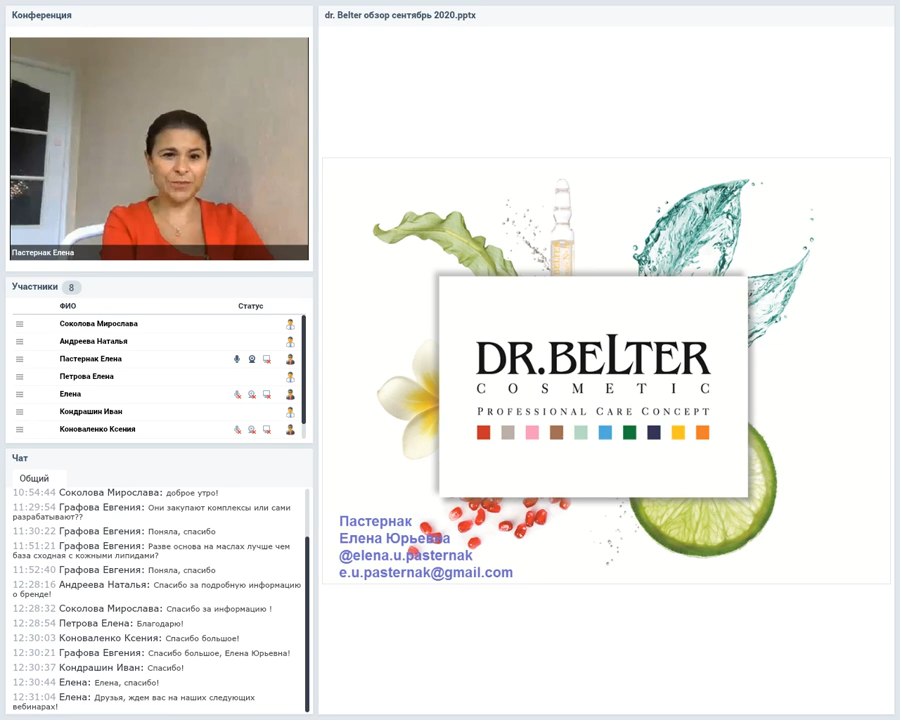 Конференция
Пастернак Елена
Участники 8
ФИО Статус
Соколова Мирослава
Андреева Наталья
Пастернак Елена
Петрова Елена
Елена
Кондрашин Иван
Коноваленко Ксения
Чат
Общий
10:54:44 Соколова Мирослава: доброе утро!
11:29:54 Графова Евгения: Они закупают комплексы или сами
разрабатывают??
11:30:22 Графова Евгения: Поняла, спасибо
11:51:21 Графова Евгения: Разве основа на маслах лучше чем
база сходная с кожными липидами?
11:52:40 Графова Евгения: Поняла, спасибо
12:28:16 Андреева Наталья: Спасибо за подробную информацию
о бренде!
12:28:32 Соколова Мирослава: Спасибо за информацию !
12:28:54 Петрова Елена: Благодарю!
12:30:03 Коноваленко Ксения: Спасибо большое!
12:30:21 Графова Евгения: Спасибо большое, Елена Юрьевна!
12:30:37 Кондрашин Иван: Спасибо!
12:30:44 Елена: Елена, спасибо!
12:31:04 Елена: Друзья, ждем вас на наших следующих
вебинарах!
dr. Belter обзор сентябрь 2020.pptx
DR.BELTER
COSMETIC
PROFESSIONAL CARE CONCEPT
Пастернак
Елена Юрьевна
@elena.u.pasternak
e.u.pasternak@gmail.com